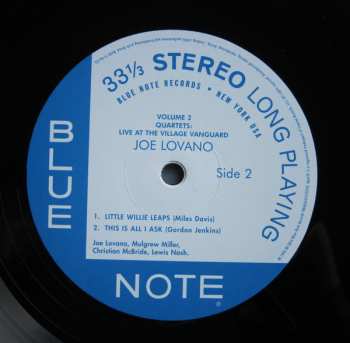 33⅓ STEREO LONG PLAYING
BLUE NOTE RECORDS • NEW YORK USA
VOLUME 2
QUARTETS:
LIVE AT THE VILLAGE VANGUARD
JOE LOVANO
Side 2
1. LITTLE WILLIE LEAPS (Miles Davis)
2. THIS IS ALL I ASK (Gordon Jenkins)
Joe Lovano, Mulgrew Miller,
Christian McBride, Lewis Nash.
BLUE
NOTE®